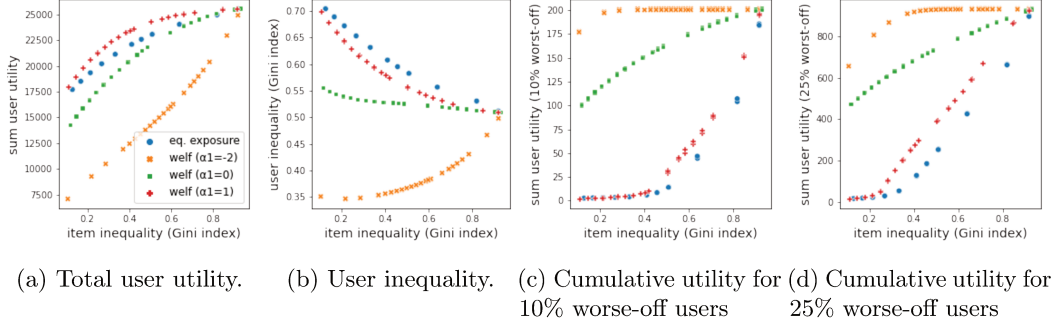 sum user utility
25000
22500
20000
17500
15000
12500
10000
7500
0.2 0.4 0.6 0.8
item inequality (Gini index)
eq. exposure
welf (α1=-2)
welf (α1=0)
welf (α1=1)
(a) Total user utility.
user inequality (Gini index)
0.70
0.65
0.60
0.55
0.50
0.45
0.40
0.35
0.2 0.4 0.6 0.8
item inequality (Gini index)
(b) User inequality.
sum user utility (10% worst-off)
200
175
150
125
100
75
50
25
0
0.2 0.4 0.6 0.8
item inequality (Gini index)
(c) Cumulative utility for
10% worse-off users
sum user utility (25% worst-off)
800
600
400
200
0
0.2 0.4 0.6 0.8
item inequality (Gini index)
(d) Cumulative utility for
25% worse-off users